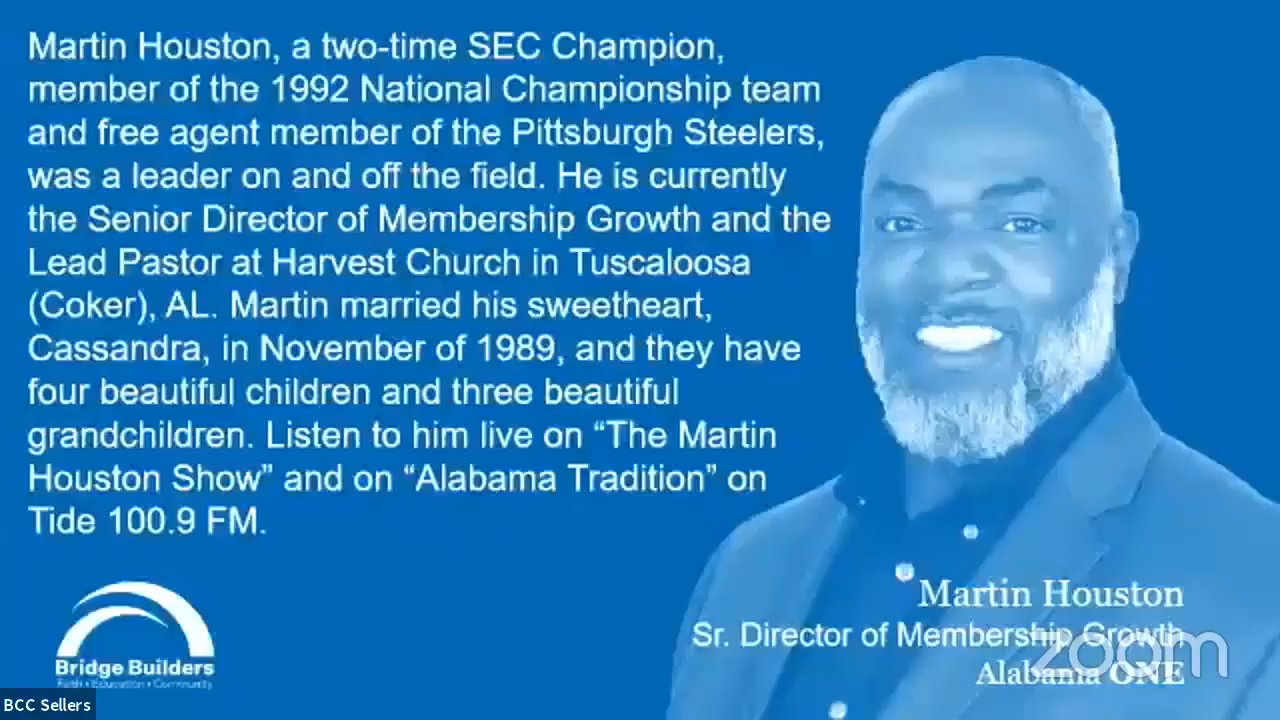 Martin Houston, a two-time SEC Champion,
member of the 1992 National Championship team
and free agent member of the Pittsburgh Steelers,
was a leader on and off the field. He is currently
the Senior Director of Membership Growth and the
Lead Pastor at Harvest Church in Tuscaloosa
(Coker), AL. Martin married his sweetheart,
Cassandra, in November of 1989, and they have
four beautiful children and three beautiful
grandchildren. Listen to him live on “The Martin
Houston Show” and on “Alabama Tradition” on
Tide 100.9 FM.
Martin Houston
Sr. Director of Membership Growth
Alabama ONE
zoom
Bridge Builders
Faith • Education • Community
BCC Sellers